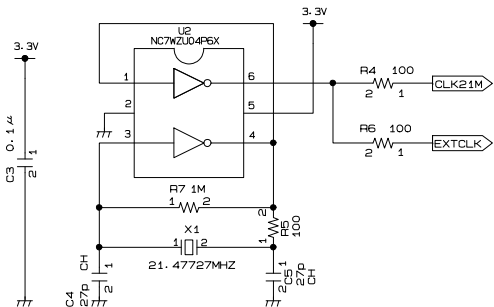 3.3V
U2
NC7WZU04P6X
3.3V
1
6
R4 100
2 1
CLK21M
0.1μ
1
2
C3
2
5
R6 100
2 1
EXTCLK
3
4
R7 1M
1 2
2
1
R5
100
X1
1 2
21.47727MHZ
CH
1
2
27p
C4
1
2
C5
27p
CH